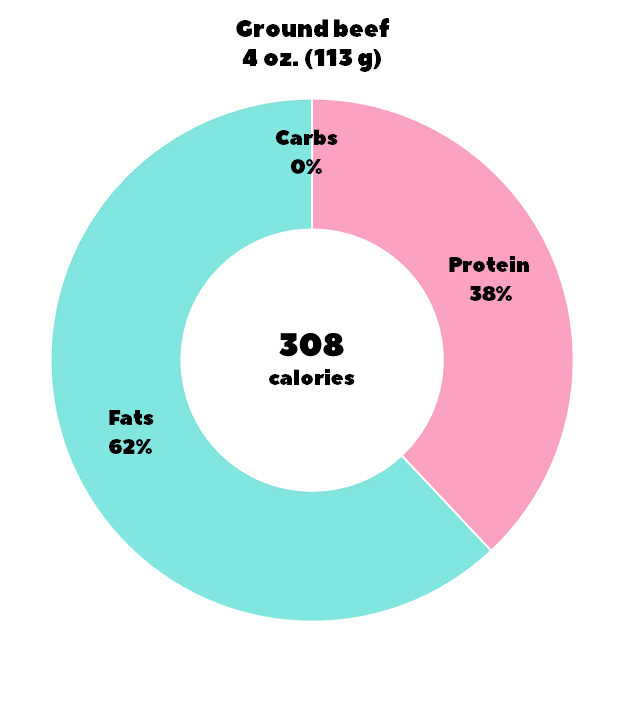 Ground beef
4 oz. (113 g)
Carbs
0%
Protein
38%
308
calories
Fats
62%